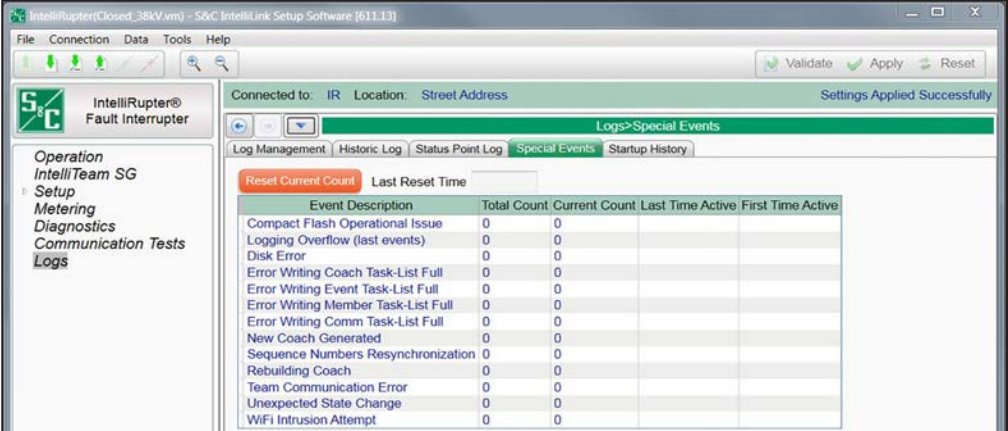 IntelliRupter(Closed_38kV.vm) - S&C IntelliLink Setup Software [611.13]
File Connection Data Tools Help
Validate Apply Reset
S&C
IntelliRupter®
Fault Interrupter
Operation
IntelliTeam SG
Setup
Metering
Diagnostics
Communication Tests
Logs
Connected to: IR Location: Street Address Settings Applied Successfully
Logs>Special Events
Log Management Historic Log Status Point Log Special Events Startup History
Reset Current Count Last Reset Time
Event Description Total Count Current Count Last Time Active First Time Active
Compact Flash Operational Issue 0 0
Logging Overflow (last events) 0 0
Disk Error 0 0
Error Writing Coach Task-List Full 0 0
Error Writing Event Task-List Full 0 0
Error Writing Member Task-List Full 0 0
Error Writing Comm Task-List Full 0 0
New Coach Generated 0 0
Sequence Numbers Resynchronization 0 0
Rebuilding Coach 0 0
Team Communication Error 0 0
Unexpected State Change 0 0
WiFi Intrusion Attempt 0 0